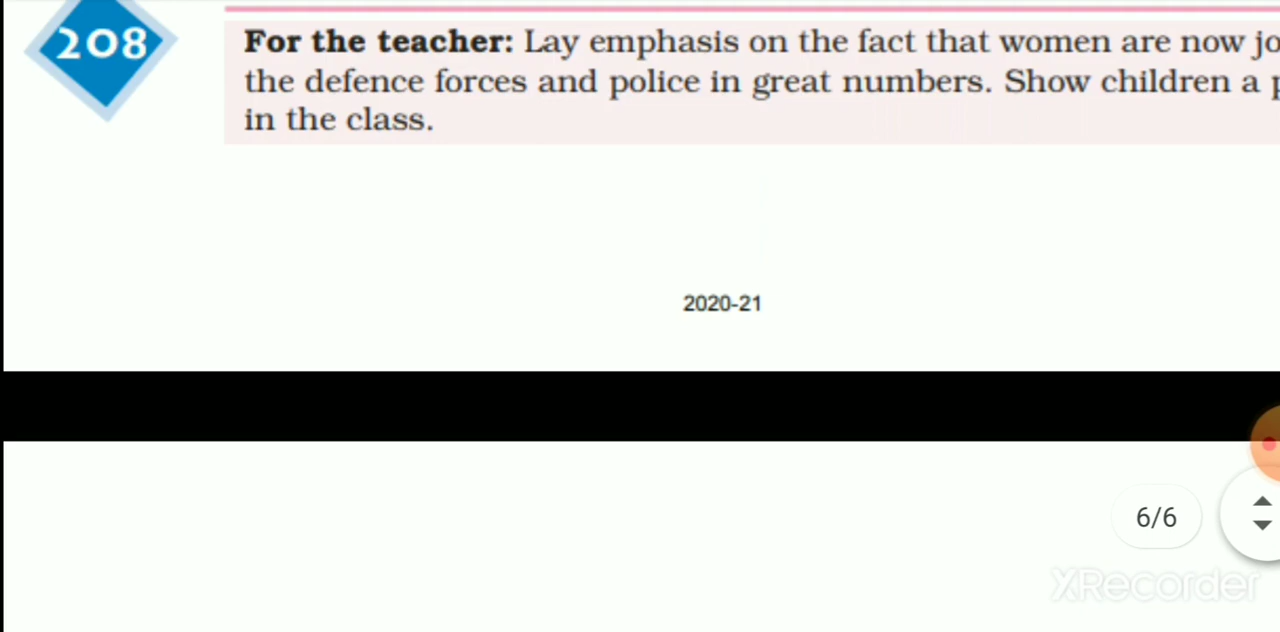 208
For the teacher: Lay emphasis on the fact that women are now
the defence forces and police in great numbers. Show children a
in the class.
2020-21
6/6
XRecorder